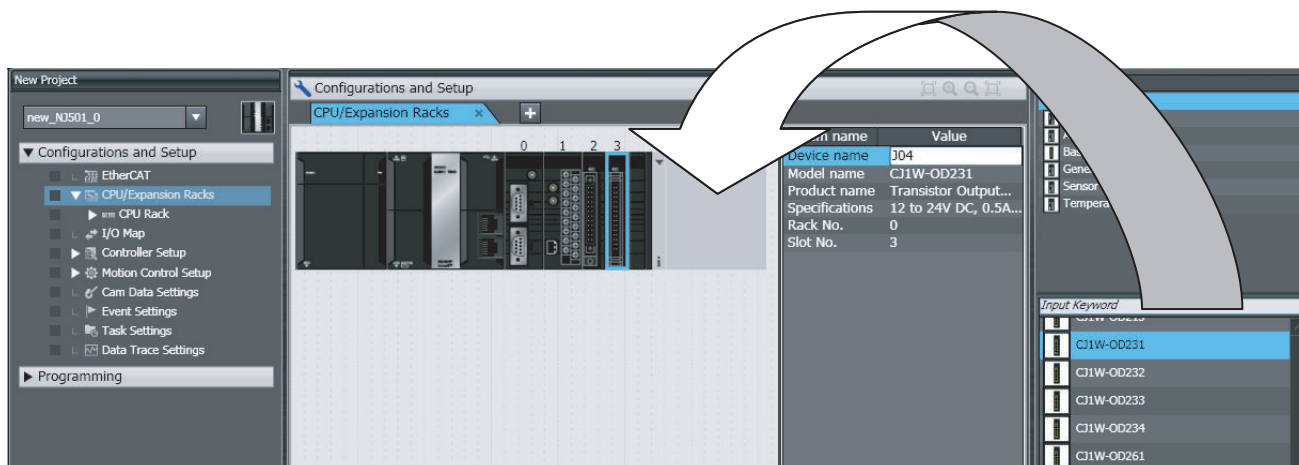 New Project
new_NJ501_0
Configurations and Setup
EtherCAT
CPU/Expansion Racks
CPU Rack
I/O Map
Controller Setup
Motion Control Setup
Cam Data Settings
Event Settings
Task Settings
Data Trace Settings
Programming
Configurations and Setup
CPU/Expansion Racks
0 1 2 3
name Value
Device name J04
Model name CJ1W-OD231
Product name Transistor Output...
Specifications 12 to 24V DC, 0.5A...
Rack No. 0
Slot No. 3
Sensor
Input Keyword
CJ1W-OD231
CJ1W-OD232
CJ1W-OD233
CJ1W-OD234
CJ1W-OD261